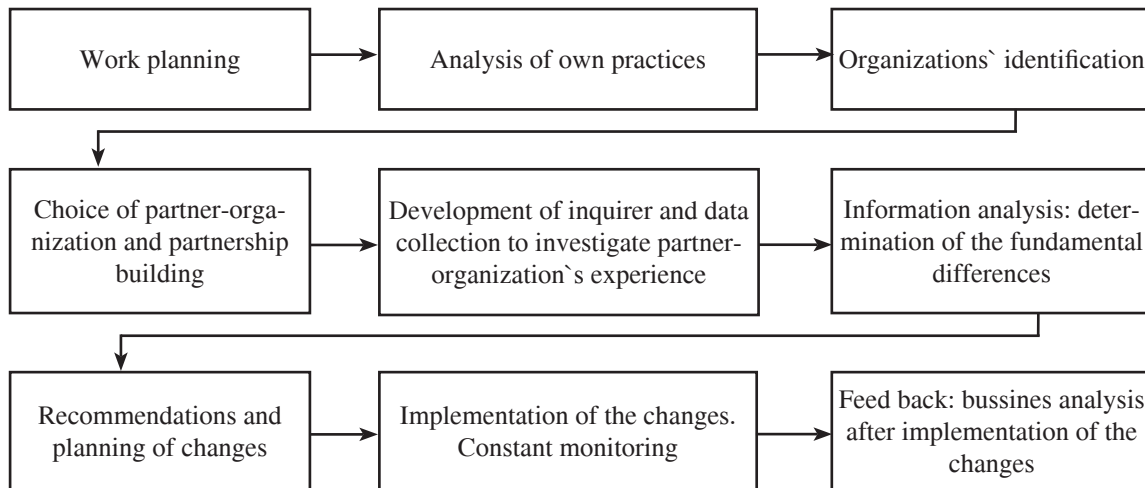 Work planning
Analysis of own practices
Organizations` identification
Choice of partner-orga-
nization and partnership
building
Development of inquirer and data
collection to investigate partner-
organization`s experience
Information analysis: deter-
mination of the fundamental
differences
Recommendations and
planning of changes
Implementation of the changes.
Constant monitoring
Feed back: bussines analysis
after implementation of the
changes